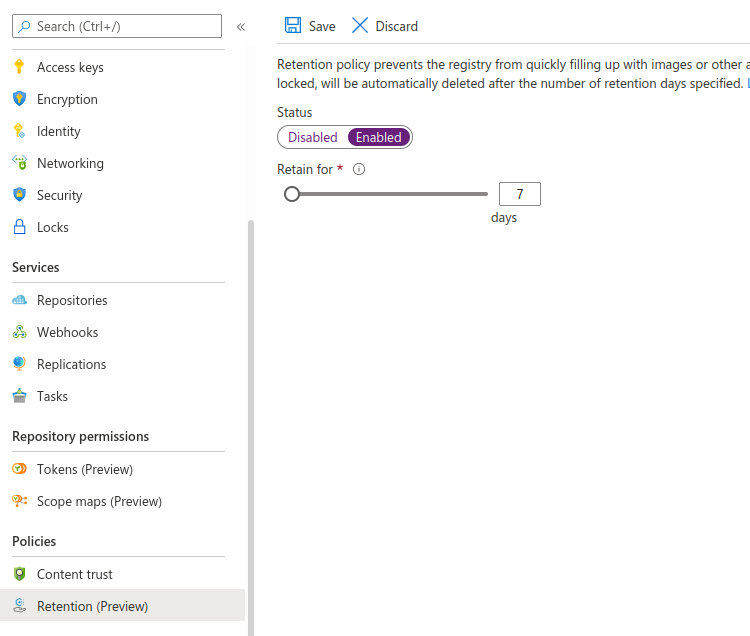 Search (Ctrl+/)
«
Access keys
Encryption
Identity
Networking
Security
Locks
Services
Repositories
Webhooks
Replications
Tasks
Repository permissions
Tokens (Preview)
Scope maps (Preview)
Policies
Content trust
Retention (Preview)
Save
Discard
Retention policy prevents the registry from quickly filling up with images or other
locked, will be automatically deleted after the number of retention days specified.
Status
Disabled Enabled
Retain for *
7
days